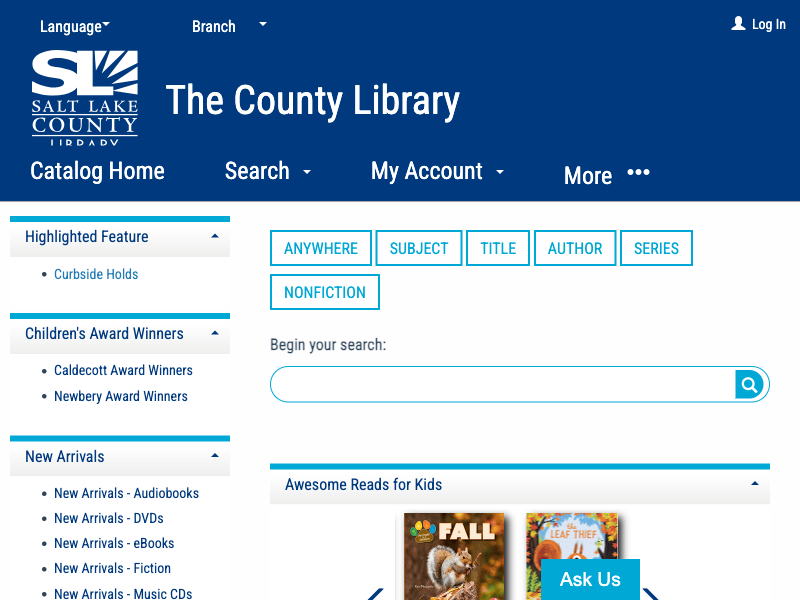 Language
Branch
Log In
SL
SALT LAKE
COUNTY
LIBRARY
The County Library
Catalog Home
Search
My Account
More •••
Highlighted Feature
• Curbside Holds
Children's Award Winners
• Caldecott Award Winners
• Newbery Award Winners
New Arrivals
• New Arrivals - Audiobooks
• New Arrivals - DVDs
• New Arrivals - eBooks
• New Arrivals - Fiction
• New Arrivals - Music CDs
ANYWHERE
SUBJECT
TITLE
AUTHOR
SERIES
NONFICTION
Begin your search:
Awesome Reads for Kids
FALL
the
LEAF THIEF
Ask Us